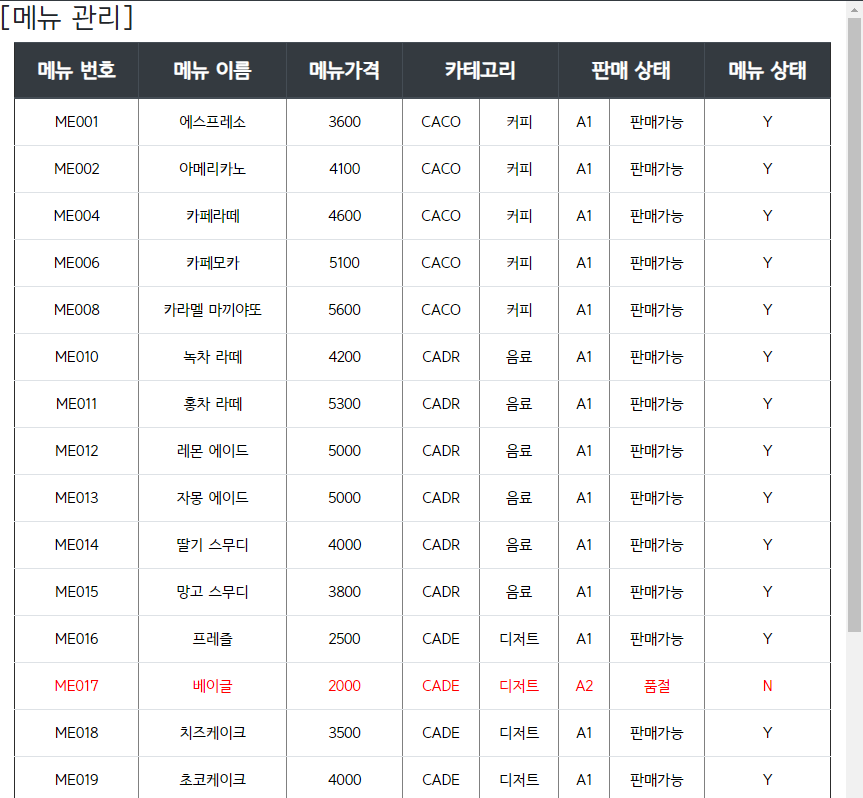 [메뉴 관리]
메뉴 번호 메뉴 이름 메뉴가격 카테고리 판매 상태 메뉴 상태
ME001 에스프레소 3600 CACO 커피 A1 판매가능 Y
ME002 아메리카노 4100 CACO 커피 A1 판매가능 Y
ME004 카페라떼 4600 CACO 커피 A1 판매가능 Y
ME006 카페모카 5100 CACO 커피 A1 판매가능 Y
ME008 카라멜 마끼야또 5600 CACO 커피 A1 판매가능 Y
ME010 녹차 라떼 4200 CADR 음료 A1 판매가능 Y
ME011 홍차 라떼 5300 CADR 음료 A1 판매가능 Y
ME012 레몬 에이드 5000 CADR 음료 A1 판매가능 Y
ME013 자몽 에이드 5000 CADR 음료 A1 판매가능 Y
ME014 딸기 스무디 4000 CADR 음료 A1 판매가능 Y
ME015 망고 스무디 3800 CADR 음료 A1 판매가능 Y
ME016 프레즐 2500 CADE 디저트 A1 판매가능 Y
ME017 베이글 2000 CADE 디저트 A2 품절 N
ME018 치즈케이크 3500 CADE 디저트 A1 판매가능 Y
ME019 초코케이크 4000 CADE 디저트 A1 판매가능 Y